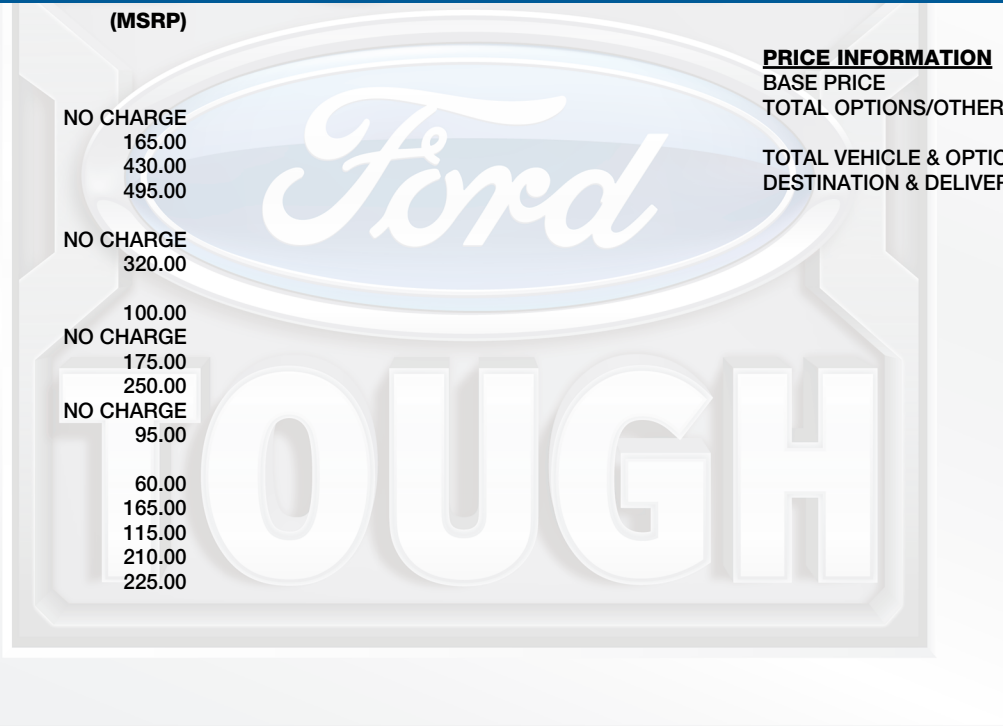 (MSRP)
NO CHARGE
165.00
430.00
495.00
NO CHARGE
320.00
100.00
NO CHARGE
175.00
250.00
NO CHARGE
95.00
60.00
165.00
115.00
210.00
225.00
PRICE INFORMATION
BASE PRICE
TOTAL OPTIONS/OTHER
TOTAL VEHICLE & OPTIO
DESTINATION & DELIVER
Ford
TOUGH